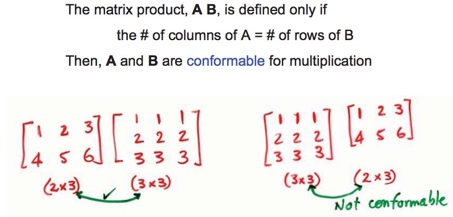 The matrix product, A B, is defined only if
the # of columns of A = # of rows of B
Then, A and B are conformable for multiplication
1 2 3 1 1 1 1 1 1 1 2 3
4 5 6 2 2 2 2 2 2 4 5 6
3 3 3 3 3 3
(2x3) ✓ (3x3) (3x3) (2x3)
Not conformable